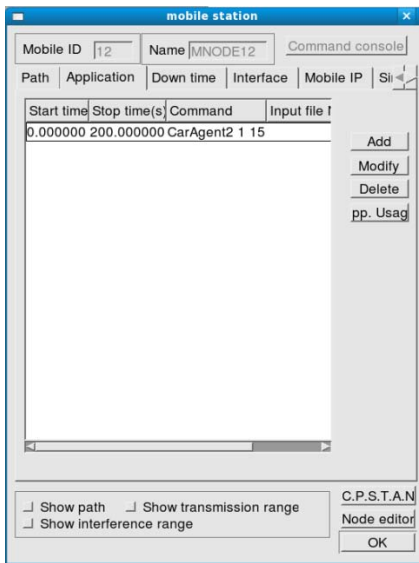 mobile station
Mobile ID 12 Name MNODE12 Command console
Path Application Down time Interface Mobile IP
Start time Stop time(s) Command Input file
0.000000 200.000000 CarAgent2 1 15
Add
Modify
Delete
pp. Usag
Show path Show transmission range
Show interference range
C.P.S.T.A.N
Node editor
OK